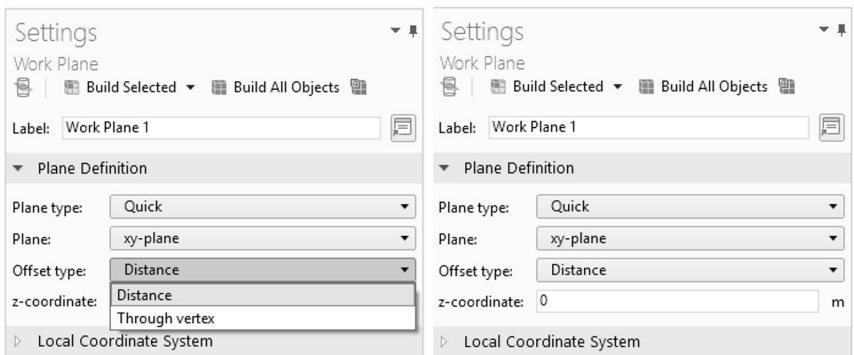 Settings
Work Plane
Build Selected Build All Objects
Label: Work Plane 1
Plane Definition
Plane type: Quick
Plane: xy-plane
Offset type: Distance
Distance
z-coordinate:
Through vertex
Local Coordinate System
Settings
Work Plane
Build Selected Build All Objects
Label: Work Plane 1
Plane Definition
Plane type: Quick
Plane: xy-plane
Offset type: Distance
z-coordinate: 0 m
Local Coordinate System